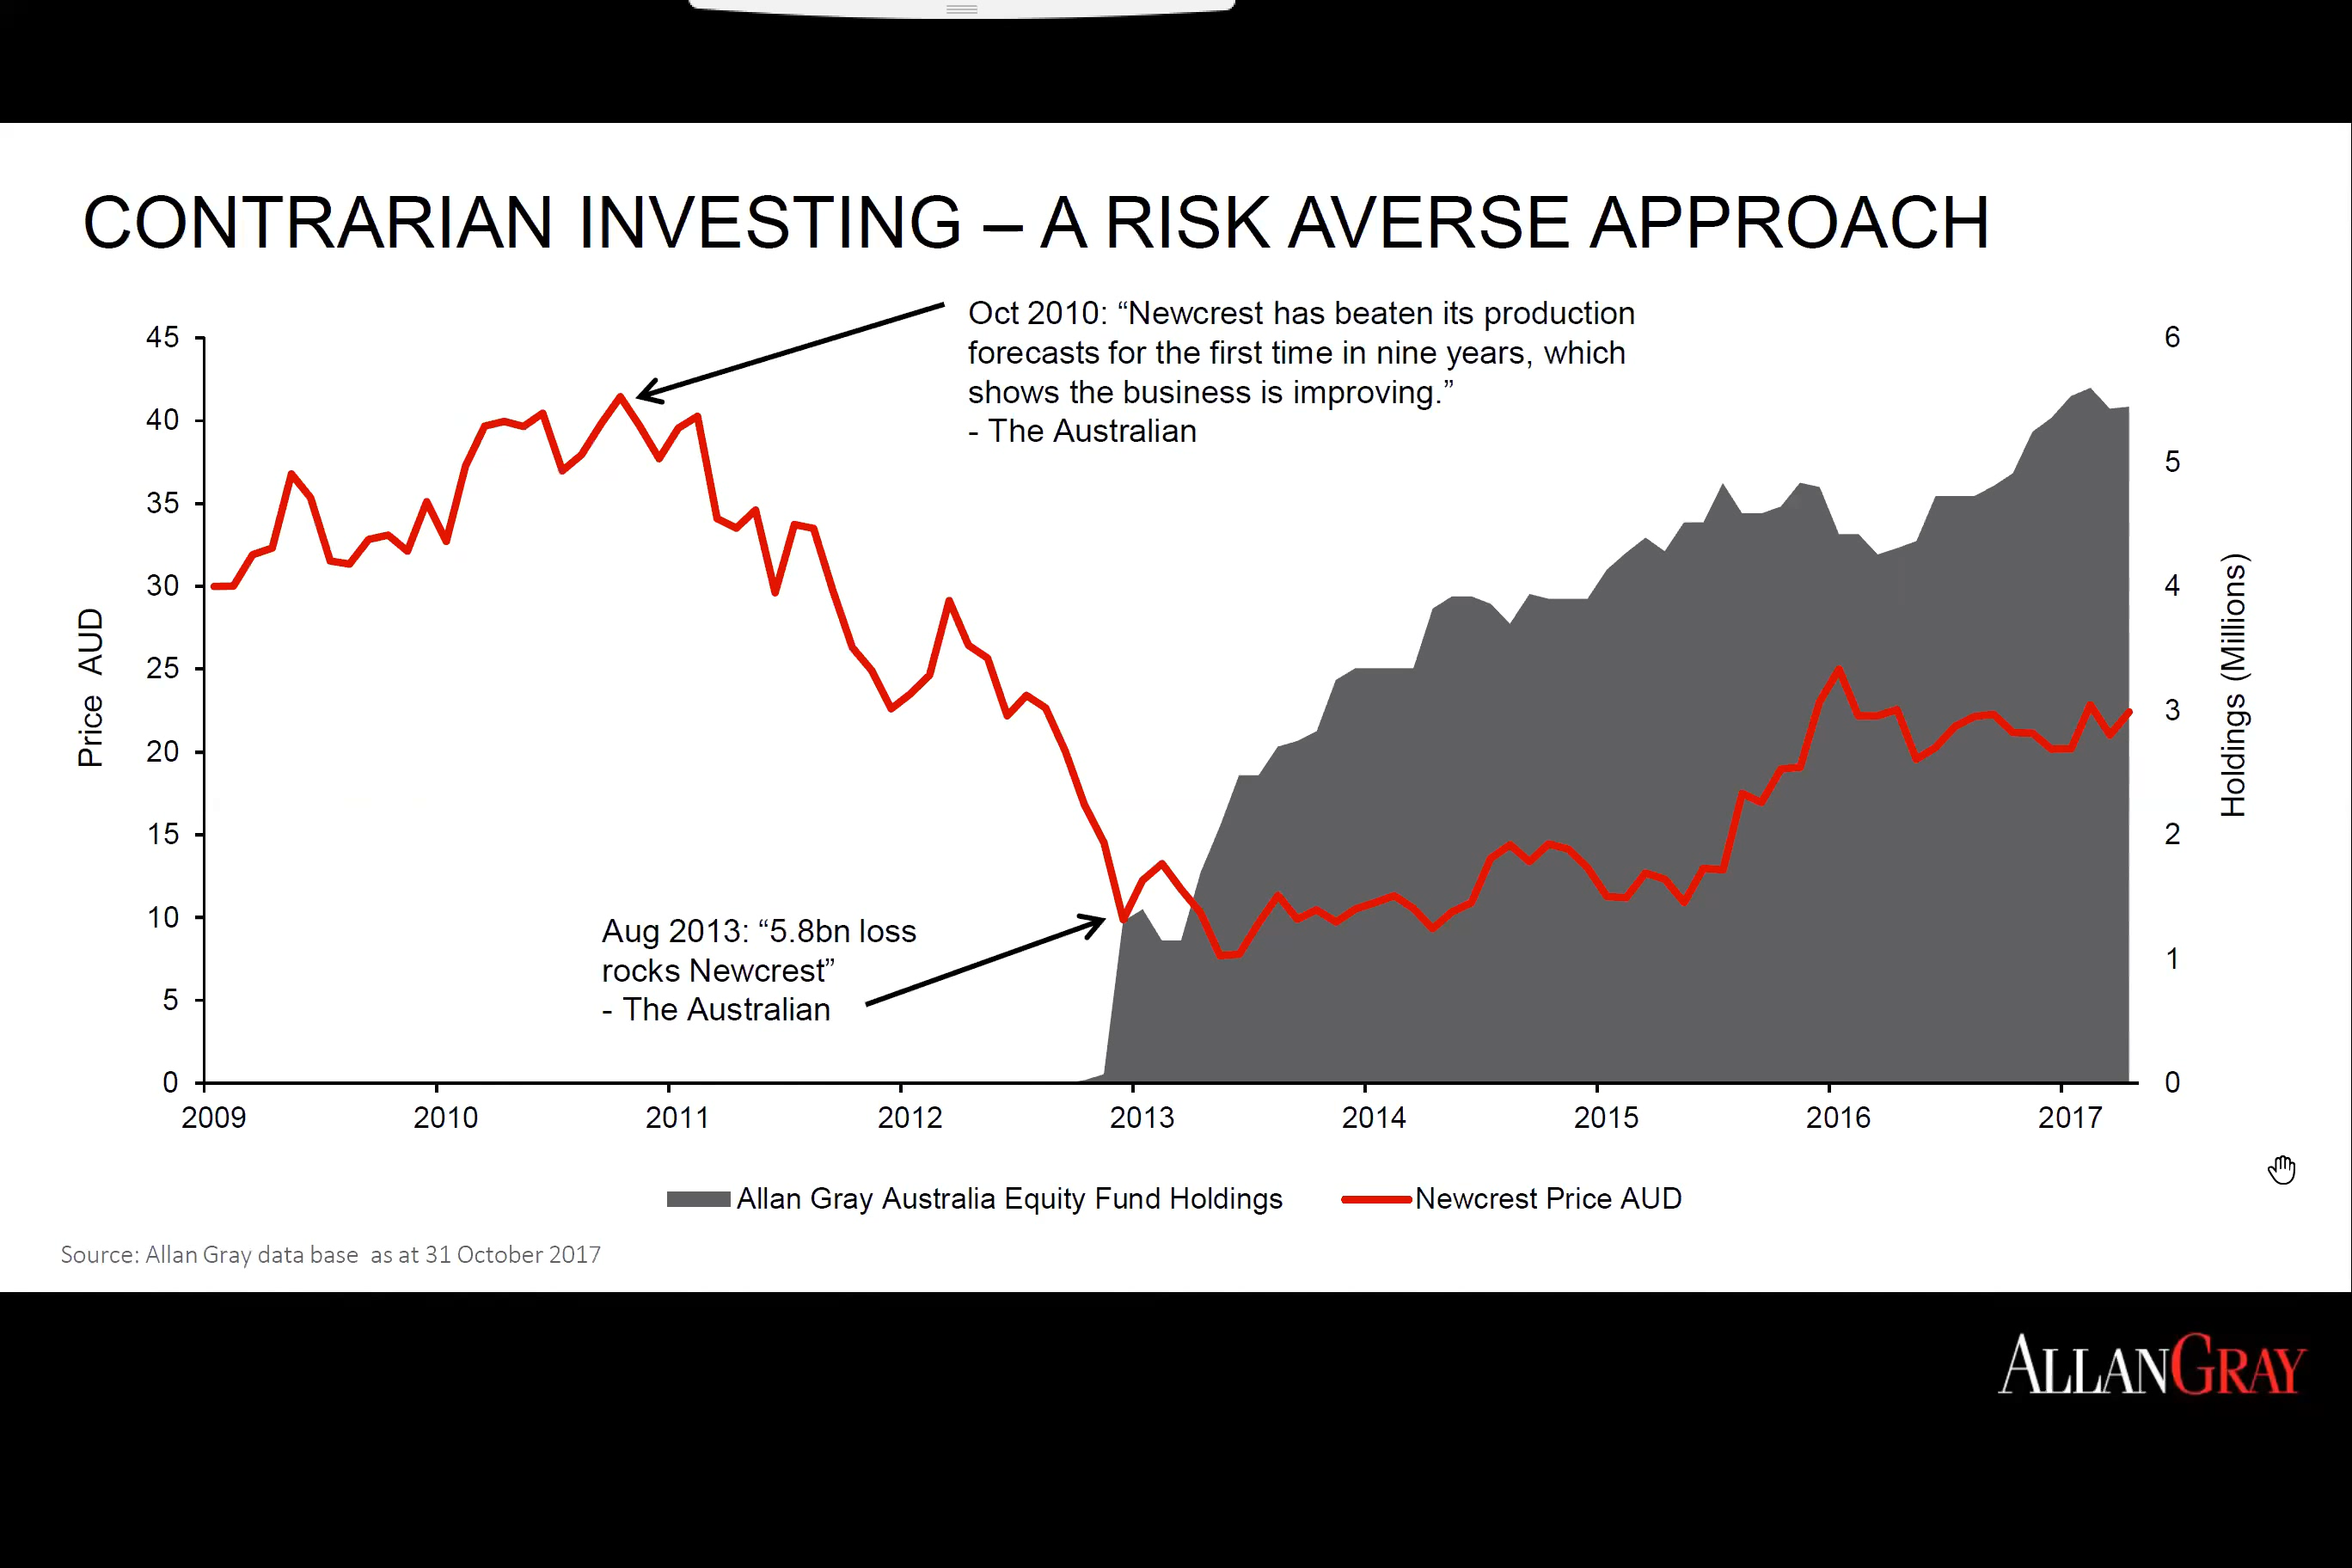 CONTRARIAN INVESTING – A RISK AVERSE APPROACH
Oct 2010: “Newcrest has beaten its production
forecasts for the first time in nine years, which
shows the business is improving.”
- The Australian
45
40
35
30
25
20
15
10
5
0
Price AUD
6
5
4
3
2
1
0
Holdings (Millions)
Aug 2013: “5.8bn loss
rocks Newcrest”
- The Australian
2009 2010 2011 2012 2013 2014 2015 2016 2017
Allan Gray Australia Equity Fund Holdings Newcrest Price AUD
Source: Allan Gray data base as at 31 October 2017
ALLANGRAY